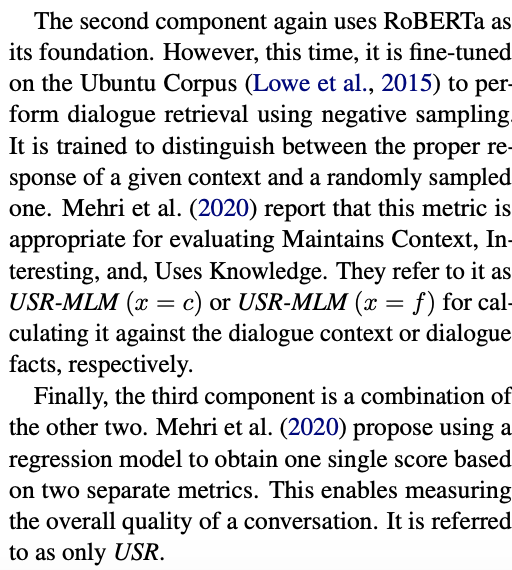 The second component again uses RoBERTa as
its foundation. However, this time, it is fine-tuned
on the Ubuntu Corpus (Lowe et al., 2015) to per-
form dialogue retrieval using negative sampling.
It is trained to distinguish between the proper re-
sponse of a given context and a randomly sampled
one. Mehri et al. (2020) report that this metric is
appropriate for evaluating Maintains Context, In-
teresting, and, Uses Knowledge. They refer to it as
USR-MLM (x = c) or USR-MLM (x = f) for cal-
culating it against the dialogue context or dialogue
facts, respectively.
Finally, the third component is a combination of
the other two. Mehri et al. (2020) propose using a
regression model to obtain one single score based
on two separate metrics. This enables measuring
the overall quality of a conversation. It is referred
to as only USR.